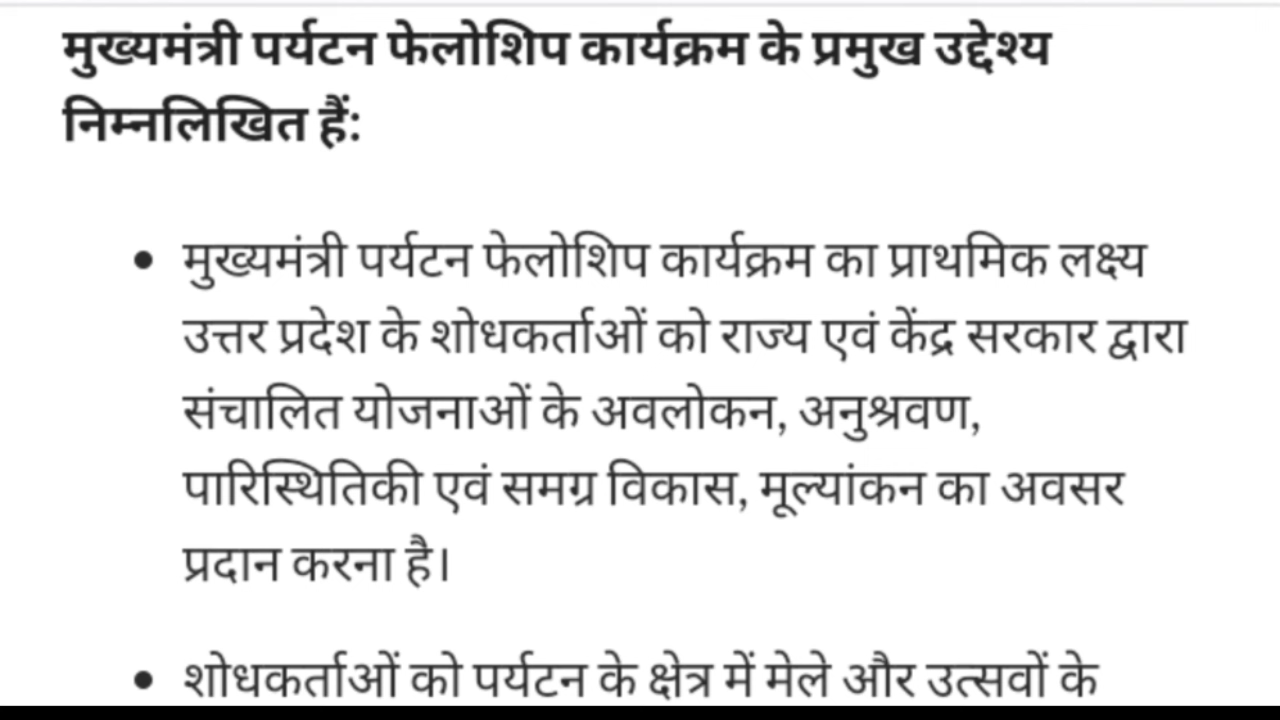 मुख्यमंत्री पर्यटन फेलोशिप कार्यक्रम के प्रमुख उद्देश्य
निम्नलिखित हैं:
• मुख्यमंत्री पर्यटन फेलोशिप कार्यक्रम का प्राथमिक लक्ष्य
उत्तर प्रदेश के शोधकर्ताओं को राज्य एवं केंद्र सरकार द्वारा
संचालित योजनाओं के अवलोकन, अनुश्रवण,
पारिस्थितिकी एवं समग्र विकास, मूल्यांकन का अवसर
प्रदान करना है।
• शोधकर्ताओं को पर्यटन के क्षेत्र में मेले और उत्सवों के